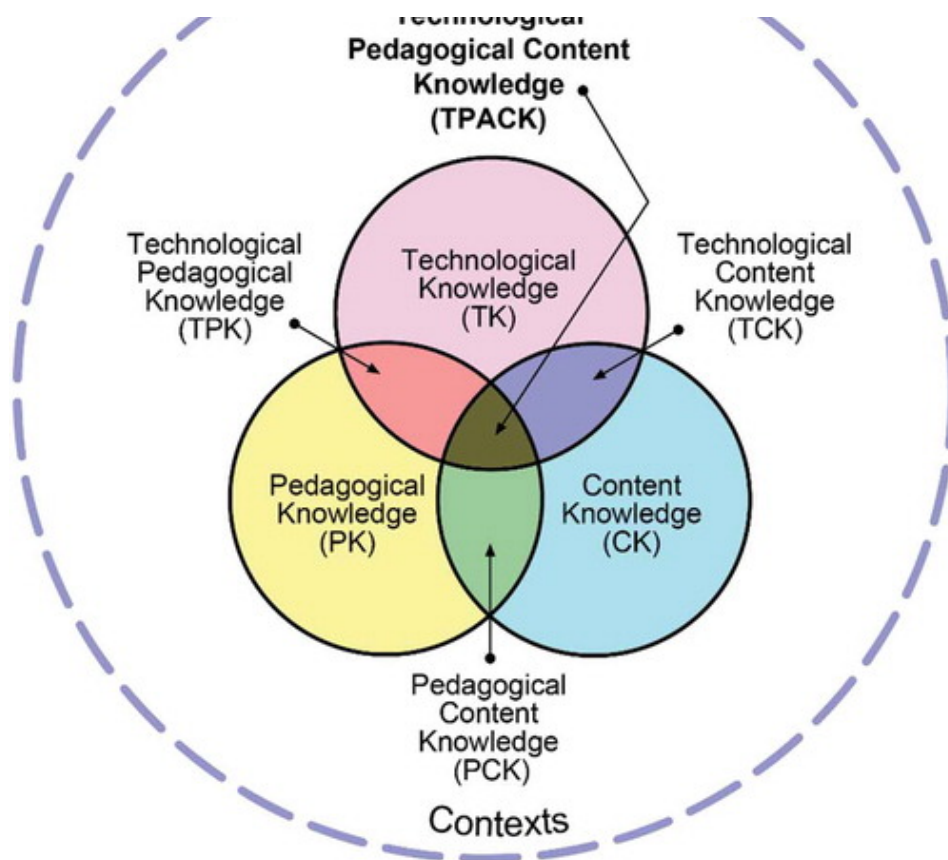 Technological
Pedagogical Content
Knowledge
(TPACK)
Technological
Pedagogical
Knowledge
(TPK)
Technological
Knowledge
(TK)
Technological
Content
Knowledge
(TCK)
Pedagogical
Knowledge
(PK)
Content
Knowledge
(CK)
Pedagogical
Content
Knowledge
(PCK)
Contexts